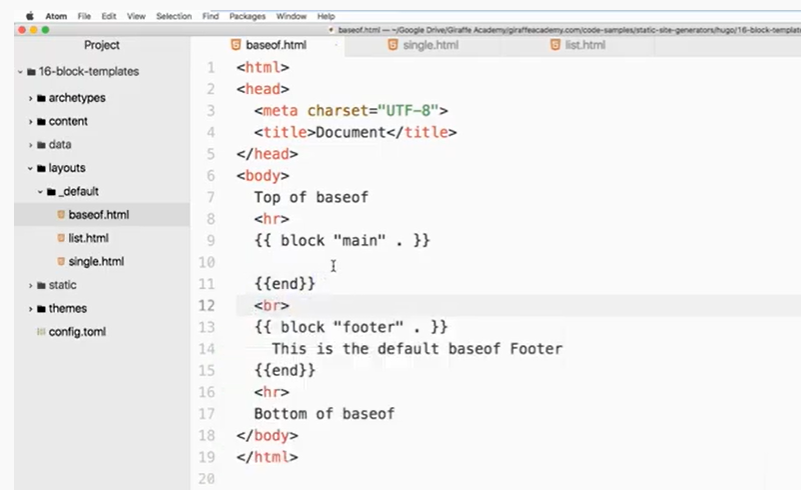 Atom File Edit View Selection Find Packages Window Help
baseof.html — ~/Google Drive/Giraffe Academy/giraffeacademy.com/code-samples/static-site-generators/hugo/16-block-template
Project
baseof.html single.html list.html
16-block-templates
archetypes
content
data
layouts
_default
baseof.html
list.html
single.html
static
themes
config.toml
1 <html>
2 <head>
3 <meta charset="UTF-8">
4 <title>Document</title>
5 </head>
6 <body>
7 Top of baseof
8 <hr>
9 {{ block "main" . }}
10
11 {{end}}
12 <br>
13 {{ block "footer" . }}
14 This is the default baseof Footer
15 {{end}}
16 <hr>
17 Bottom of baseof
18 </body>
19 </html>
20